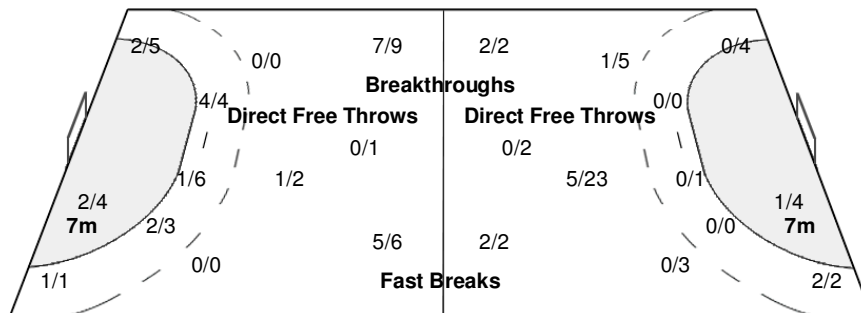 2/5 0/0 7/9 2/2 1/5 0/4
Breakthroughs
4/4 0/0
Direct Free Throws Direct Free Throws
0/1 0/2
1/6 1/2 5/23 0/1
2/4 1/4
7m 2/3 0/0 7m
5/6 2/2
0/0 0/3
1/1 Fast Breaks 2/2